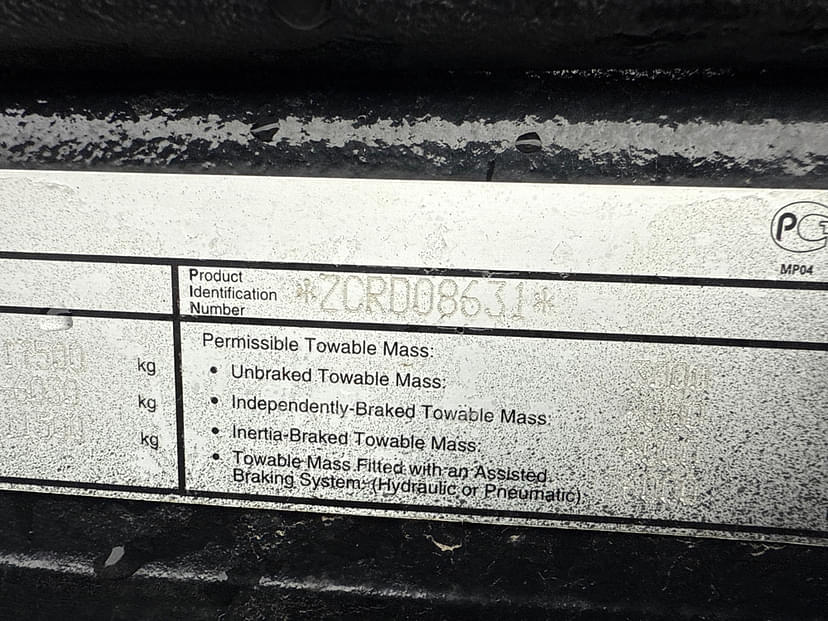 MP04
Product
Identification
Number
*ZCRD08631*
kg
kg
kg
Permissible Towable Mass:
• Unbraked Towable Mass:
• Independently-Braked Towable Mass:
• Inertia-Braked Towable Mass:
• Towable Mass Fitted with an Assisted
Braking System: (Hydraulic or Pneumatic)